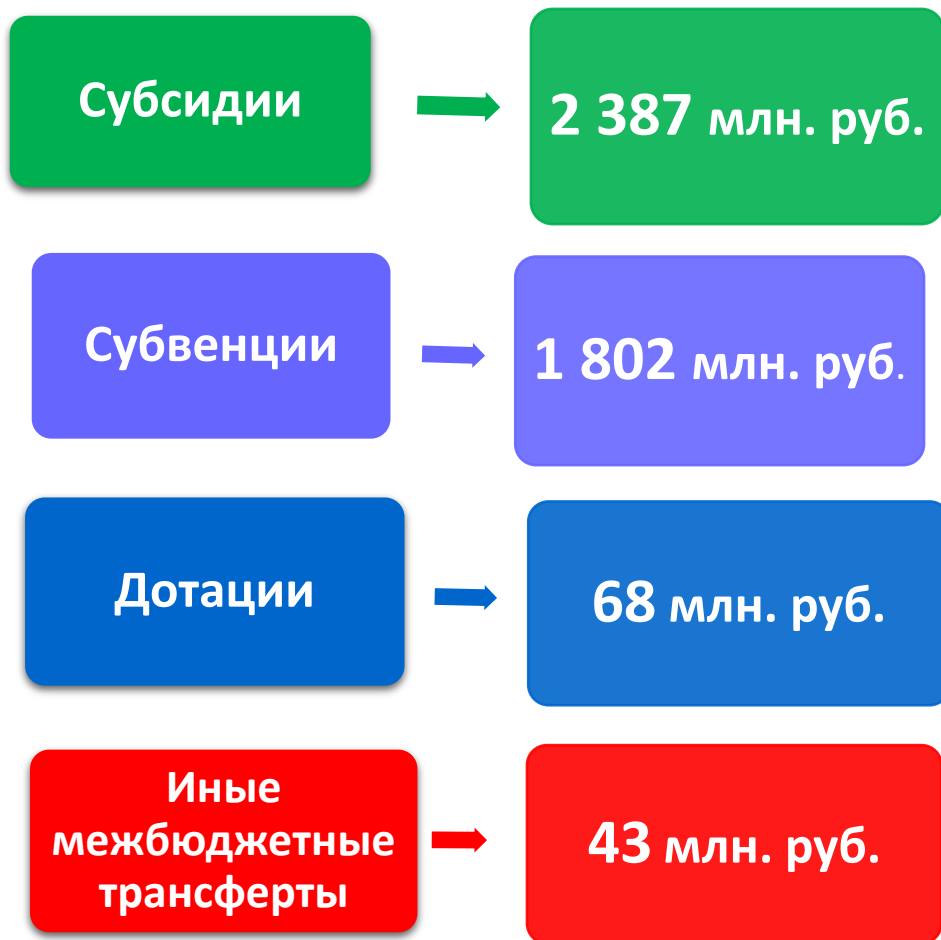 Субсидии
2 387 млн. руб.
Субвенции
1 802 млн. руб.
Дотации
68 млн. руб.
Иные
межбюджетные
трансферты
43 млн. руб.